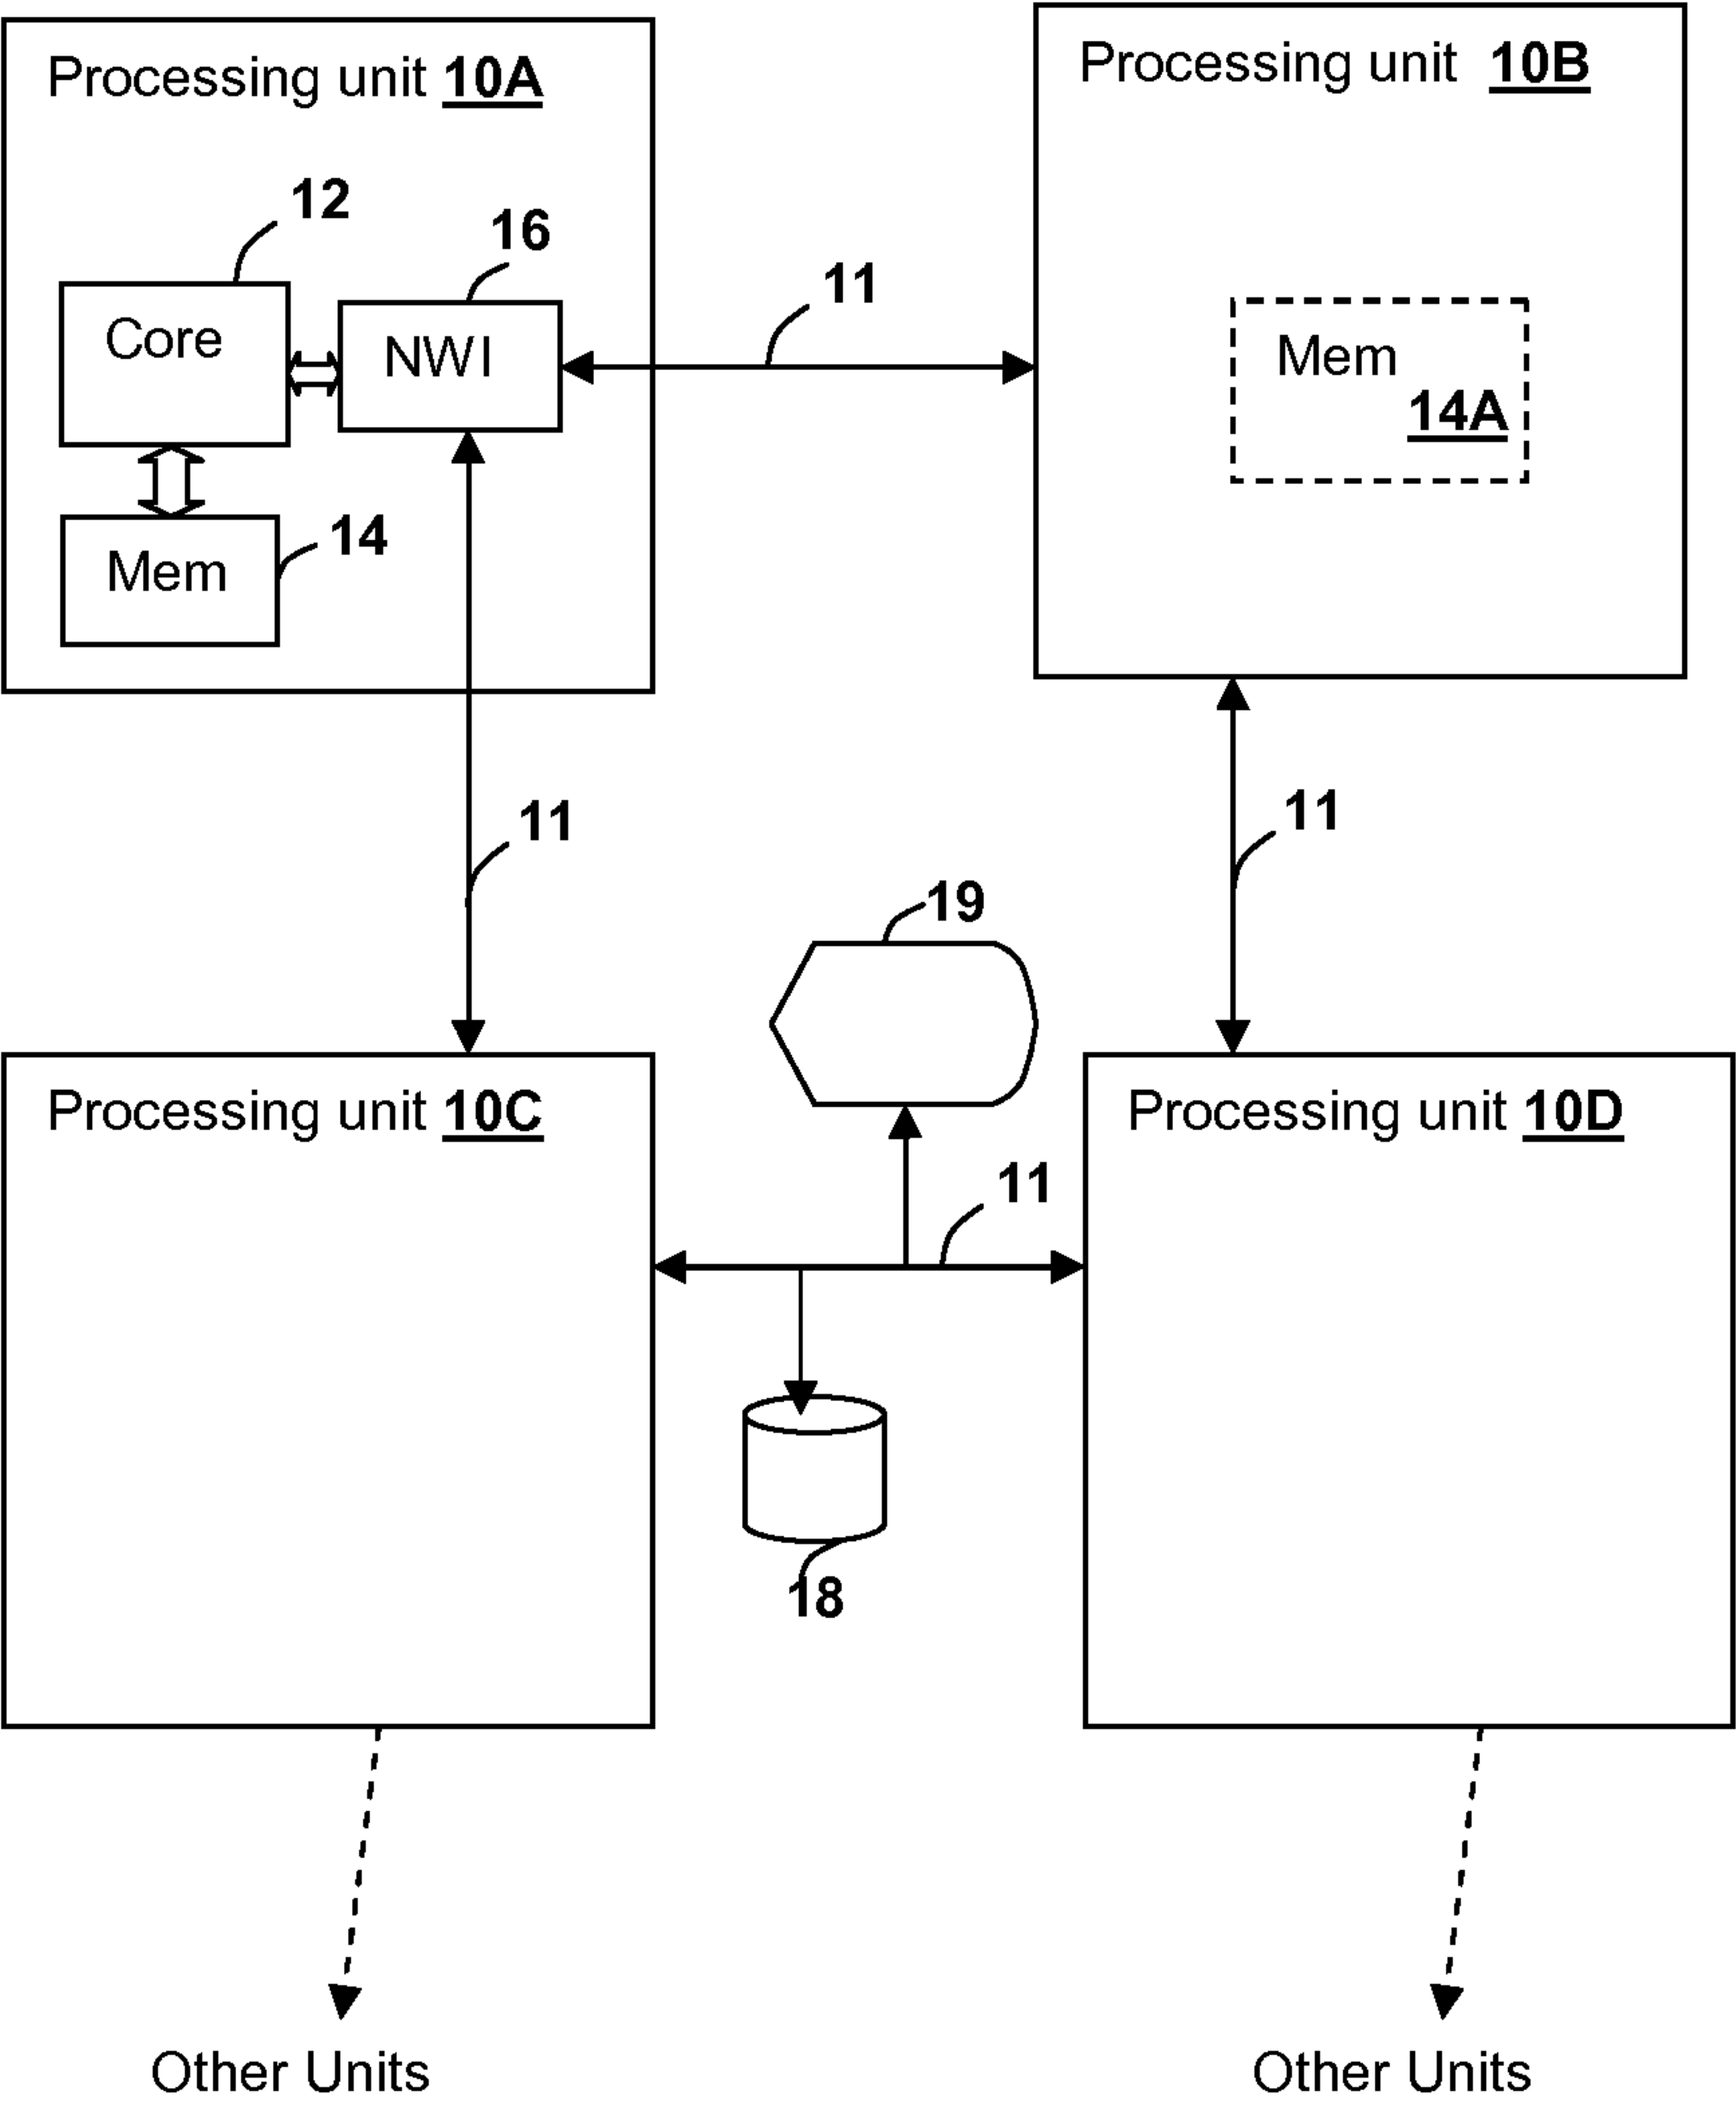 Processing unit 10A
Processing unit 10B
12
16
11
Core
NWI
Mem
14A
14
Mem
11
11
19
Processing unit 10C
Processing unit 10D
11
18
Other Units
Other Units